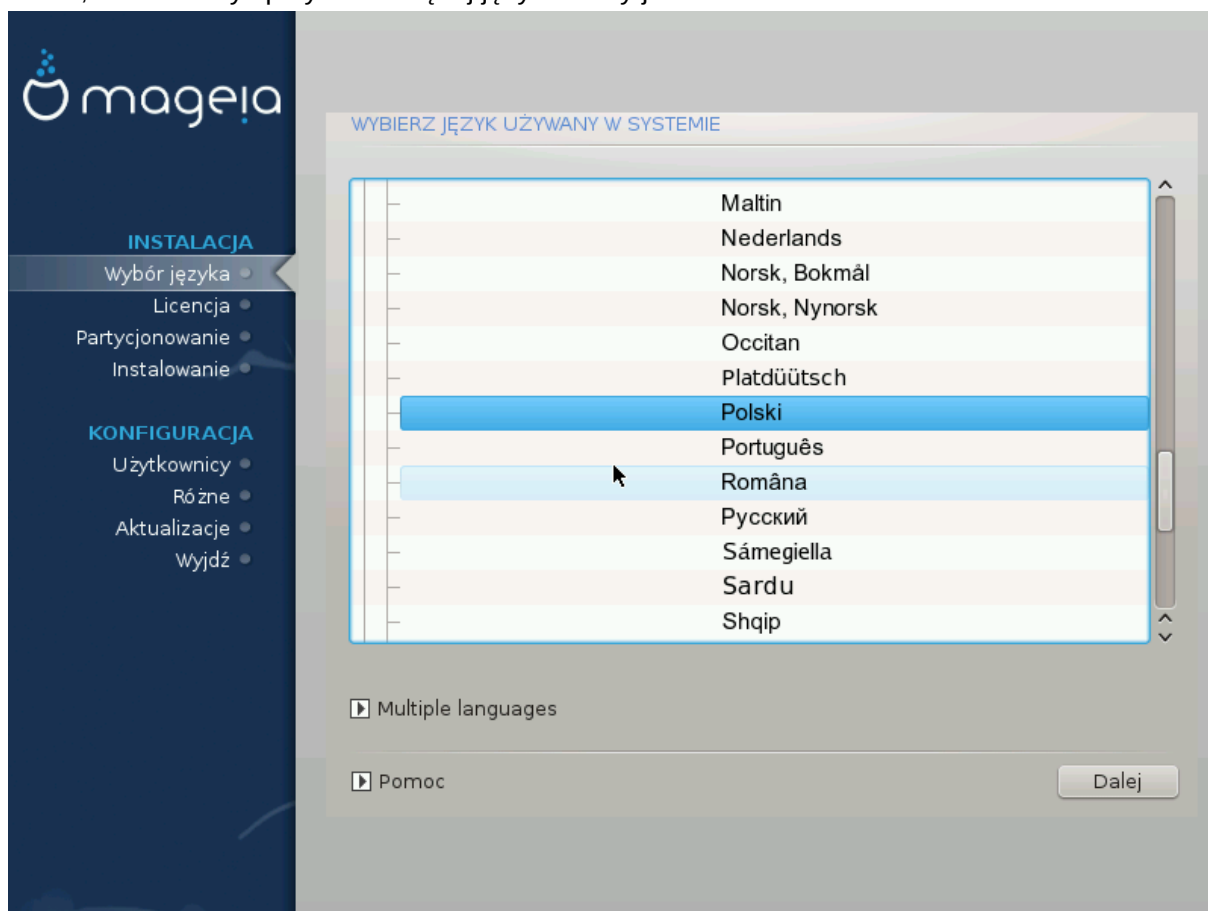 mageia
WYBIERZ JĘZYK UŻYWANY W SYSTEMIE
INSTALACJA
Wybór języka
Licencja
Partycjonowanie
Instalowanie
KONFIGURACJA
Użytkownicy
Różne
Aktualizacje
Wyjdź
Maltin
Nederlands
Norsk, Bokmål
Norsk, Nynorsk
Occitan
Platdüütsch
Polski
Português
Româna
Русский
Sámegiella
Sardu
Shqip
Multiple languages
Pomoc
Dalej